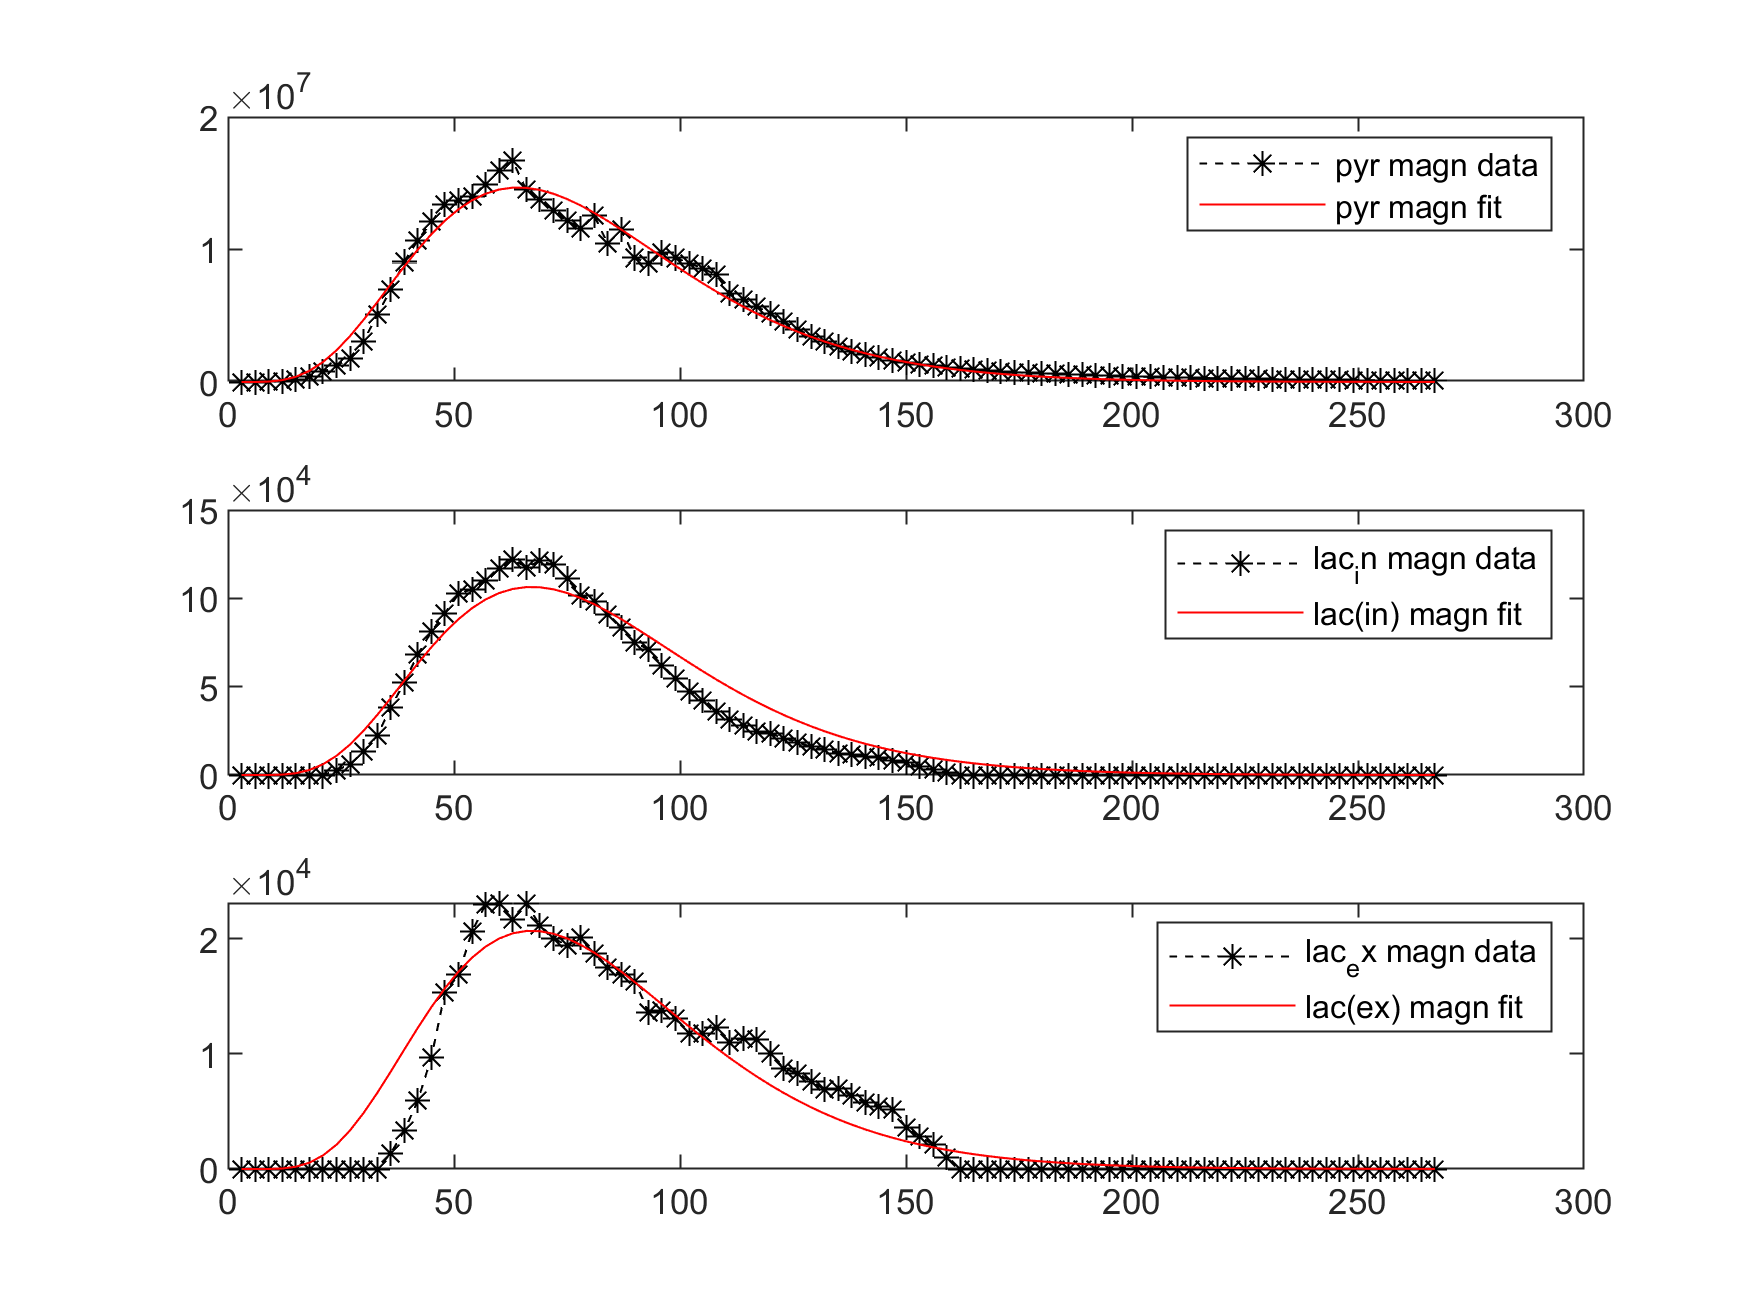 ×10^7
2
1
0
0 50 100 150 200 250 300
pyr magn data
pyr magn fit
×10^4
15
10
5
0
0 50 100 150 200 250 300
lac_in magn data
lac(in) magn fit
×10^4
2
1
0
0 50 100 150 200 250 300
lac_ex magn data
lac(ex) magn fit